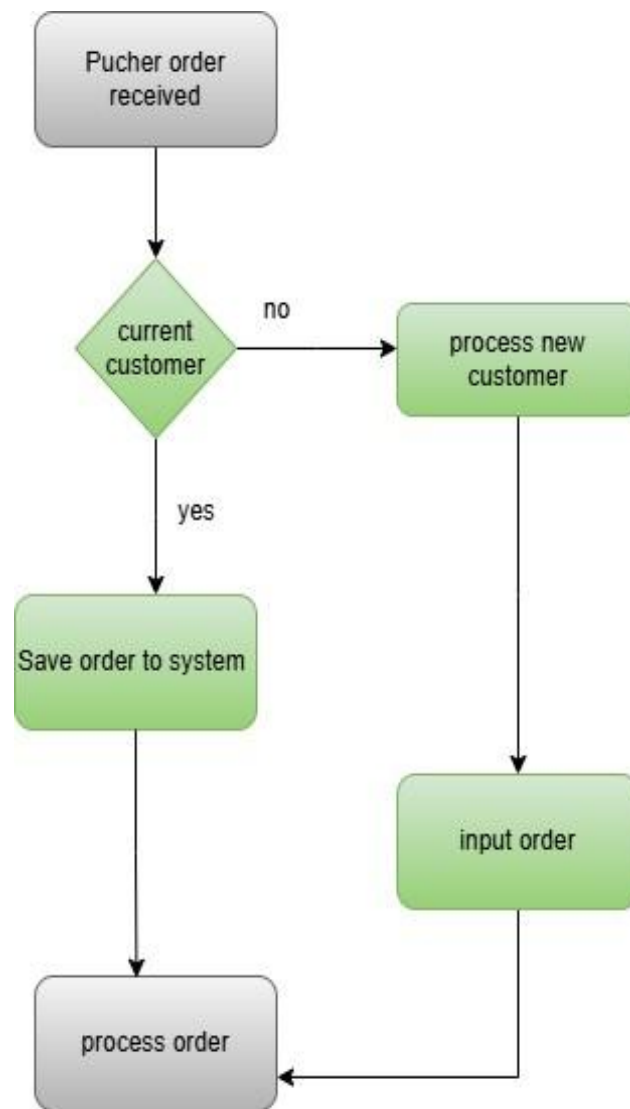 Pucher order
received
current
customer
no
process new
customer
yes
Save order to system
input order
process order